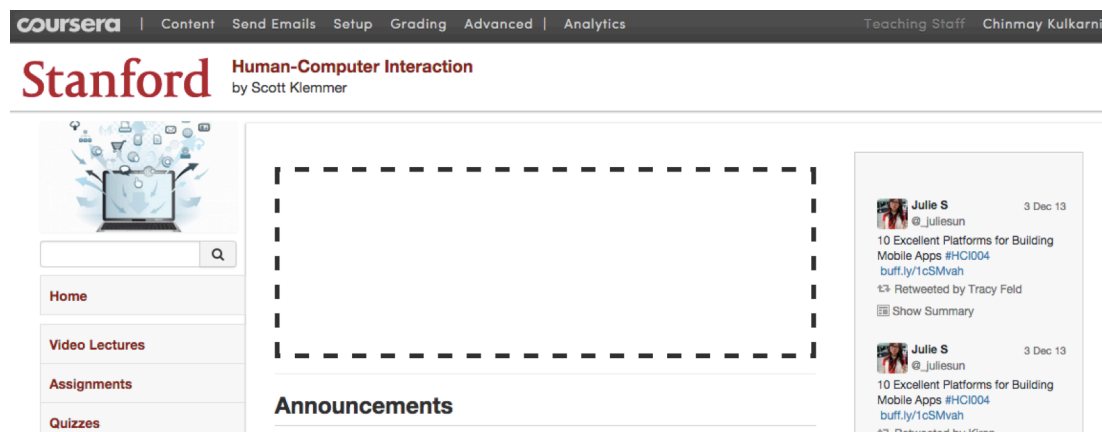 coursera | Content Send Emails Setup Grading Advanced | Analytics Teaching Staff Chinmay Kulkarni
Stanford
Human-Computer Interaction
by Scott Klemmer
Home
Video Lectures
Assignments
Quizzes
Announcements
Julie S 3 Dec 13
@_juliesun
10 Excellent Platforms for Building
Mobile Apps #HCI004
buff.ly/1cSMvah
Retweeted by Tracy Feld
Show Summary
Julie S 3 Dec 13
@_juliesun
10 Excellent Platforms for Building
Mobile Apps #HCI004
buff.ly/1cSMvah
Retweeted by